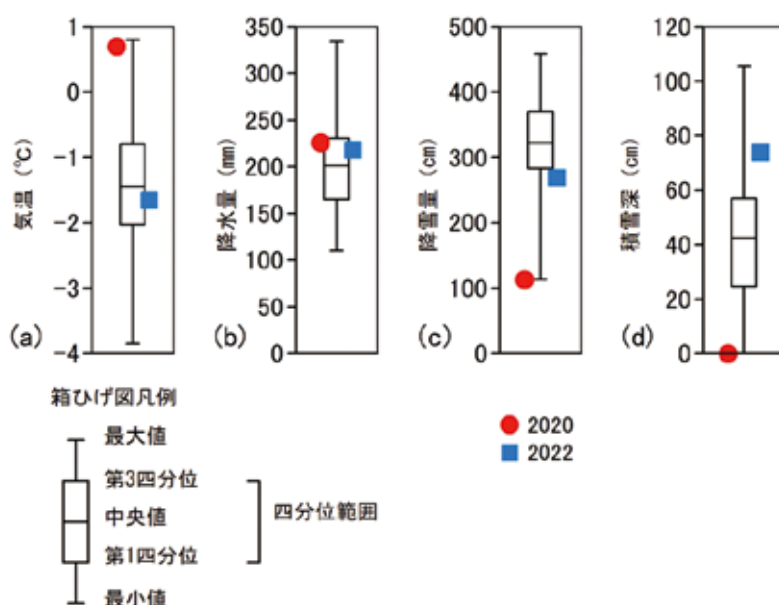 気温 (℃)
1
0
-1
-2
-3
-4
(a)
降水量 (mm)
350
300
250
200
150
100
50
0
(b)
降雪量 (cm)
500
400
300
200
100
0
(c)
積雪深 (cm)
120
100
80
60
40
20
0
(d)
箱ひげ図凡例
最大値
第3四分位
中央値
第1四分位
最小値
四分位範囲
2020
2022